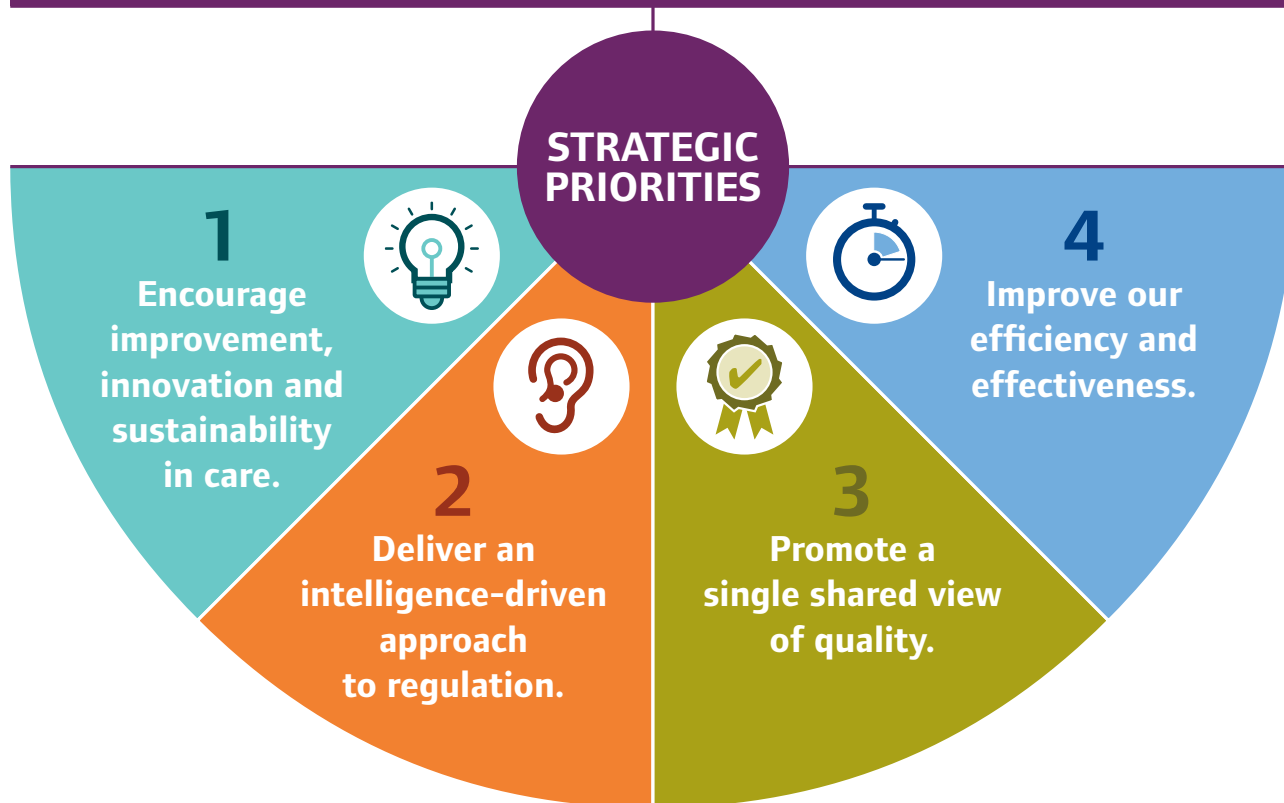 STRATEGIC
PRIORITIES
1
Encourage
improvement,
innovation and
sustainability
in care.
2
Deliver an
intelligence-driven
approach
to regulation.
3
Promote a
single shared view
of quality.
4
Improve our
efficiency and
effectiveness.